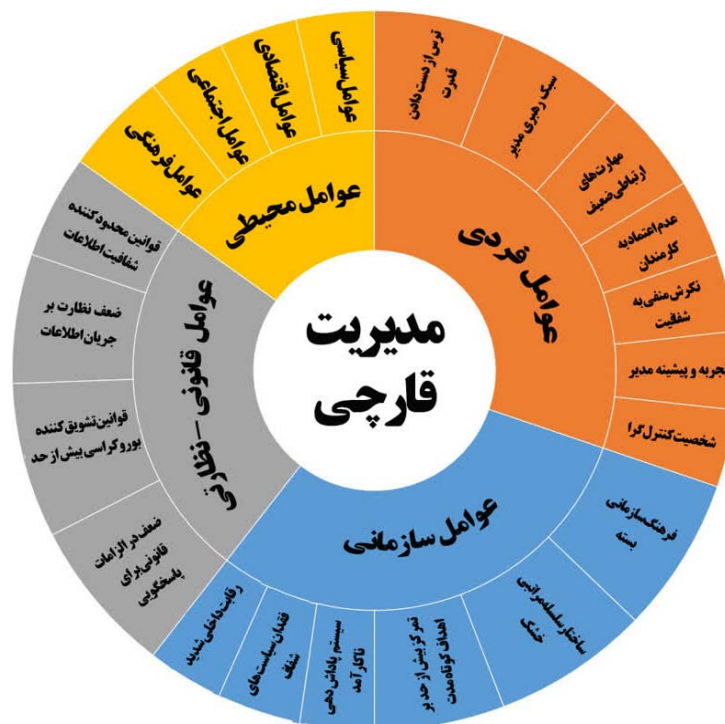 مدیریت
قارچی
عوامل فردی
ترس از دست دادن
قدرت
سبک رهبری مدیر
مهارت‌های
ارتباطی ضعیف
عدم اعتماد به
کارمندان
نگرش منفی به
شفافیت
تجربه و پیشینه مدیر
شخصیت کنترل گرا
عوامل سازمانی
فرهنگ سازمانی
بسته
ساختار سلسله مراتبی
خشک
تمرکز بیش از حد بر
اهداف کوتاه مدت
سیستم پاداش دهی
ناکارآمد
فقدان سیاست‌های
شفاف
رقابت داخلی شدید
عوامل قانونی – نظارتی
ضعف در الزامات
قانونی برای
پاسخگویی
قوانین تشویق کننده
بوروکراسی بیش از حد
ضعف نظارت بر
جریان اطلاعات
قوانین محدود کننده
شفافیت اطلاعات
عوامل محیطی
عوامل فرهنگی
عوامل اجتماعی
عوامل اقتصادی
عوامل سیاسی